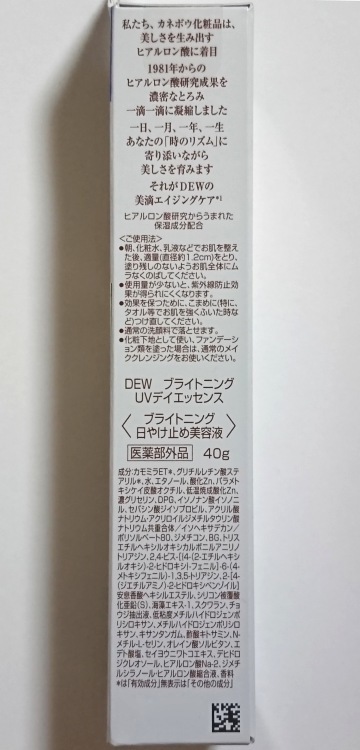 私たち、カネボウ化粧品は、
美しさを生み出す
ヒアルロン酸に着目
1981年からの
ヒアルロン酸研究成果を
濃密なとろみ
一滴一滴に凝縮しました
一日、一月、一年、一生
あなたの「時のリズム」に
寄り添いながら
美しさを育みます
それがDEWの
美滴エイジングケア*¹
ヒアルロン酸研究からうまれた
保湿成分配合
<ご使用法>
●朝、化粧水、乳液などでお肌を整え
た後、適量(直径約1.2cm)をとり、
塗り残しのないようお肌全体にム
ラなくのばしてください。
●使用量が少ないと、紫外線防止効
果が得られにくくなります。
●効果を保つために、こまめに(特に、
タオル等でお肌を強くふいた時な
ど)つけ直してください。
●通常の洗顔料で落とせます。
●化粧下地として使い、ファンデーシ
ョン類を塗った場合は、通常のメイ
ククレンジングをお使いください。
DEW ブライトニング
UVデイエッセンス
〈ブライトニング
日やけ止め美容液〉
医薬部外品 40g
成分:カモミラET*、グリチルレチン酸ステ
アリル*、水、エタノール、酸化Zn、パラメト
キシケイ皮酸オクチル、低温焼成酸化Zn、
濃グリセリン、DPG、イソノナン酸イソノニ
ル、セバシン酸ジイソプロピル、アクリル酸
ナトリウム・アクリロイルジメチルタウリン酸/
ナトリウム共重合体/イソヘキサデカン/
ポリソルベート80、ジメチコン、BG、トリス
エチルヘキシルオキシカルボニルアニリノ
トリアジン、2,4-ビス-[{4-(2-エチルヘキシ
ルオキシ)-2-ヒドロキシ}-フェニル]-6-(4-
メトキシフェニル)-1,3,5-トリアジン、2-[4-
(ジエチルアミノ)-2-ヒドロキシベンゾイル]
安息香酸ヘキシルエステル、シリコン被覆酸
化亜鉛(S)、海藻エキス-1、スクワラン、チョ
ウジ抽出液、低粘度メチルハイドロジェンポ
リシロキサン、メチルハイドロジェンポリシロ
キサン、キサンタンガム、酢酸キトサミン、N-
メチル-L-セリン、オレイン酸ソルビタン、エ
デト酸塩、セイヨウニワトコエキス、デヒドロ
ジクレオソール、ヒアルロン酸Na-2、ジメチ
ルシラノール・ヒアルロン酸縮合液、香料
*は「有効成分」無表示は「その他の成分」